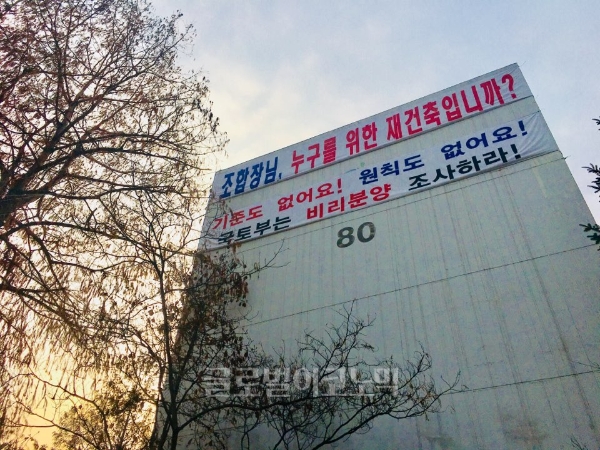 조합장님, 누구를 위한 재건축입니까?
기준도 없어요! 원칙도 없어요!
국토부는 비리분양 조사하라!
80
글로벌이코노믹